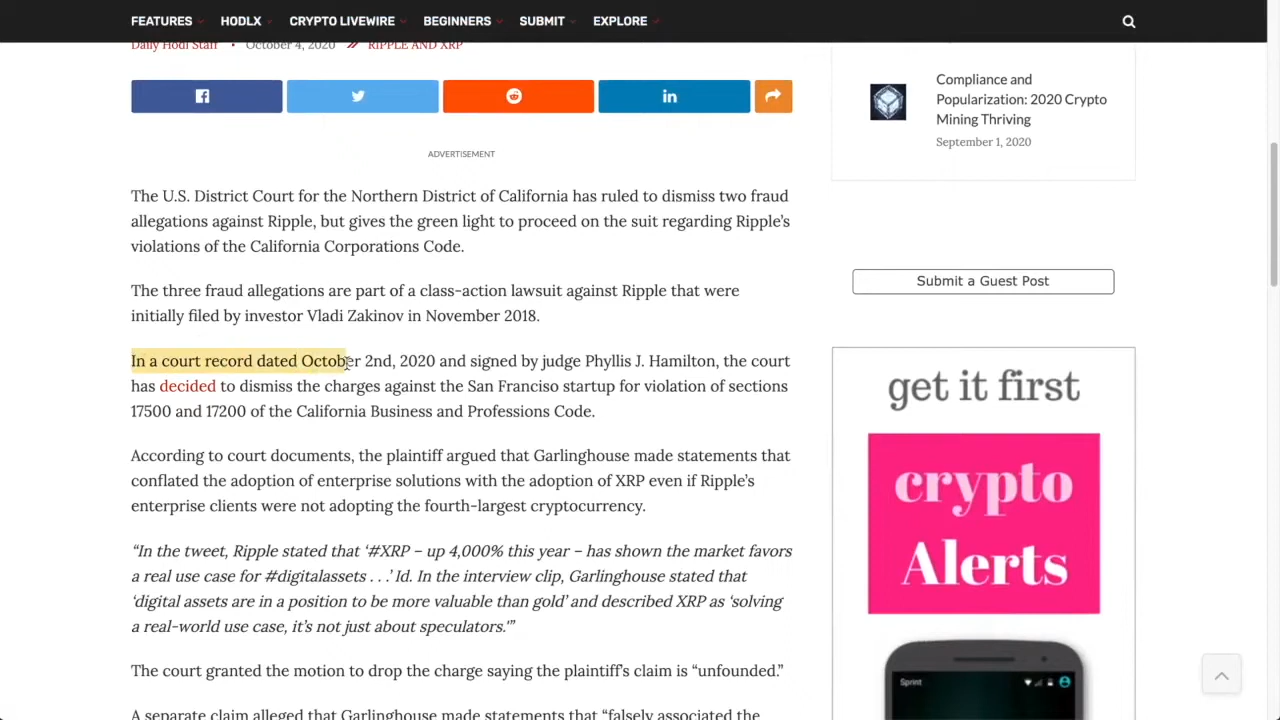 FEATURES HODLX CRYPTO LIVEWIRE BEGINNERS SUBMIT EXPLORE
Daily Hodl Staff • October 4, 2020 // RIPPLE AND XRP
ADVERTISEMENT
The U.S. District Court for the Northern District of California has ruled to dismiss two fraud
allegations against Ripple, but gives the green light to proceed on the suit regarding Ripple’s
violations of the California Corporations Code.
The three fraud allegations are part of a class-action lawsuit against Ripple that were
initially filed by investor Vladi Zakinov in November 2018.
In a court record dated October 2nd, 2020 and signed by judge Phyllis J. Hamilton, the court
has decided to dismiss the charges against the San Franciso startup for violation of sections
17500 and 17200 of the California Business and Professions Code.
According to court documents, the plaintiff argued that Garlinghouse made statements that
conflated the adoption of enterprise solutions with the adoption of XRP even if Ripple’s
enterprise clients were not adopting the fourth-largest cryptocurrency.
“In the tweet, Ripple stated that ‘#XRP – up 4,000% this year – has shown the market favors
a real use case for #digitalassets . . .’ Id. In the interview clip, Garlinghouse stated that
‘digital assets are in a position to be more valuable than gold’ and described XRP as ‘solving
a real-world use case, it’s not just about speculators.’”
The court granted the motion to drop the charge saying the plaintiff’s claim is “unfounded.”
A separate claim alleged that Garlinghouse made statements that “falsely associated the
Compliance and
Popularization: 2020 Crypto
Mining Thriving
September 1, 2020
Submit a Guest Post
get it first
crypto
Alerts
Sprint